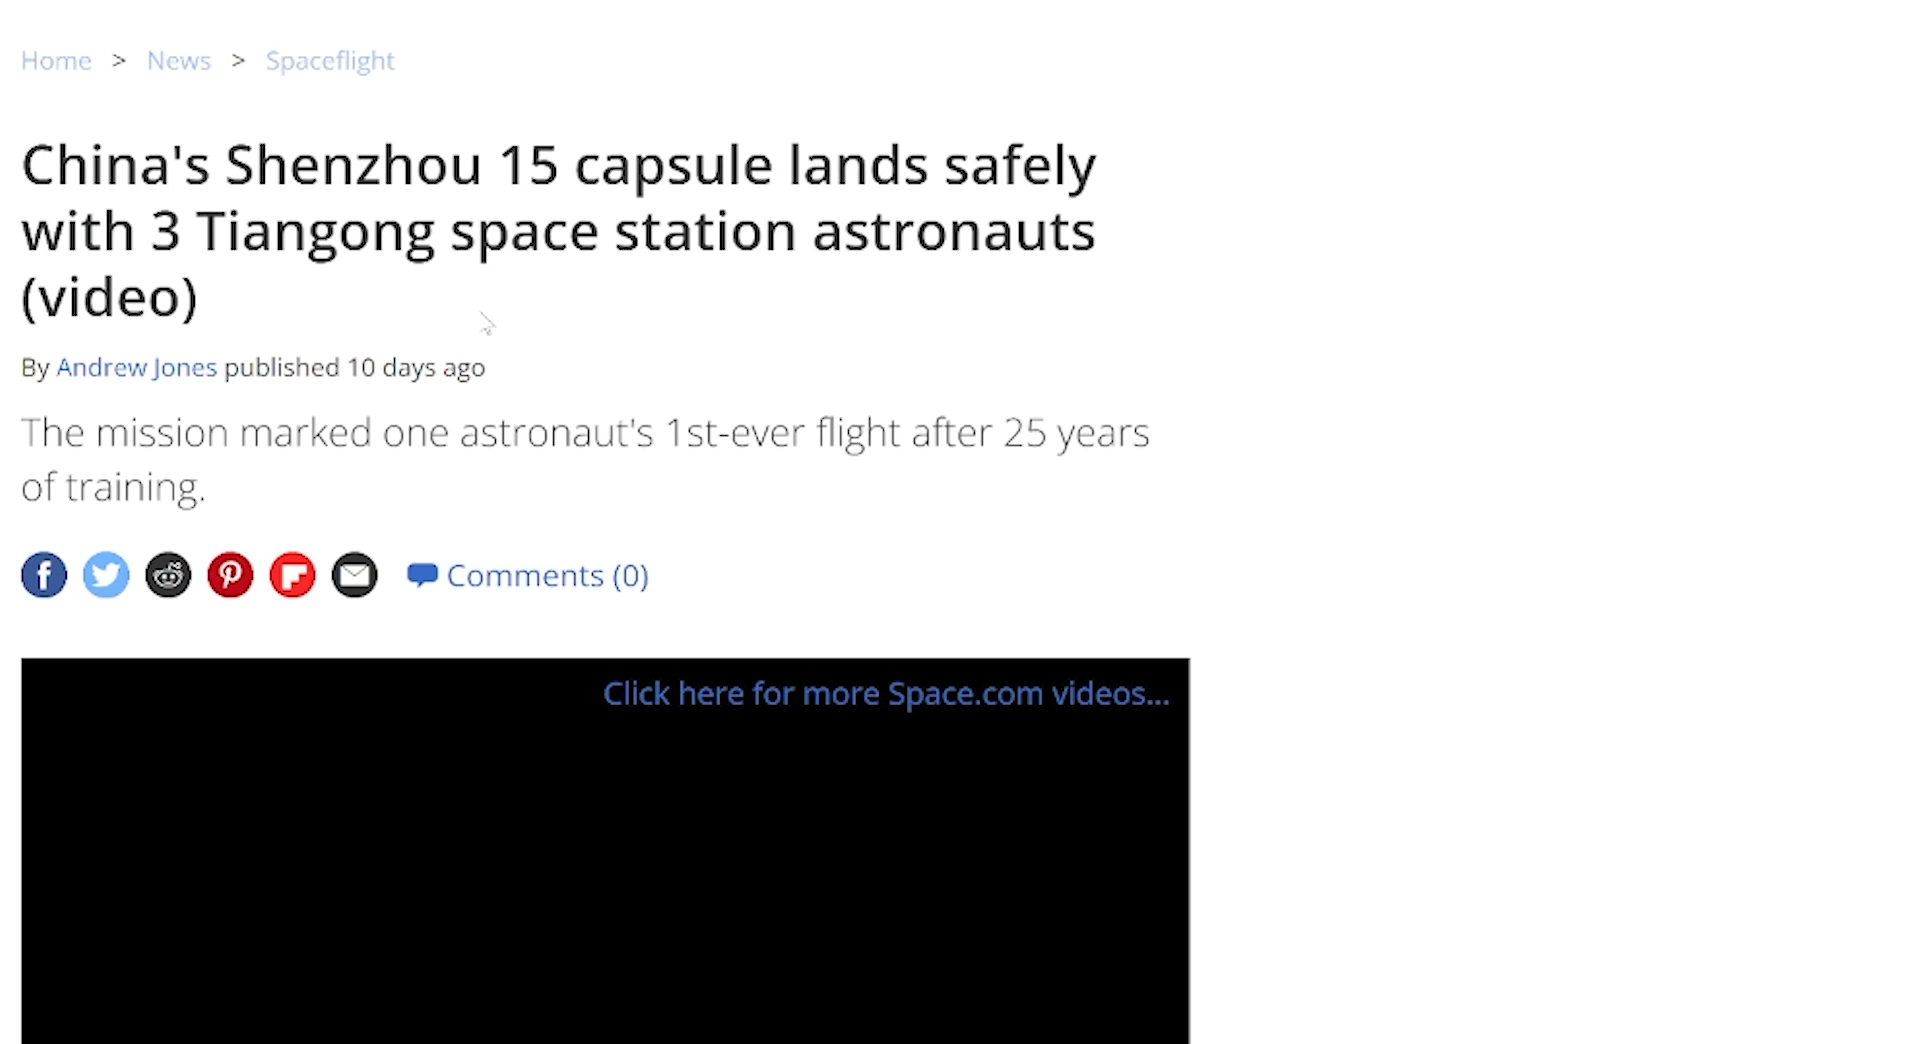 Home > News > Spaceflight
China's Shenzhou 15 capsule lands safely
with 3 Tiangong space station astronauts
(video)
By Andrew Jones published 10 days ago
The mission marked one astronaut's 1st-ever flight after 25 years
of training.
Comments (0)
Click here for more Space.com videos...